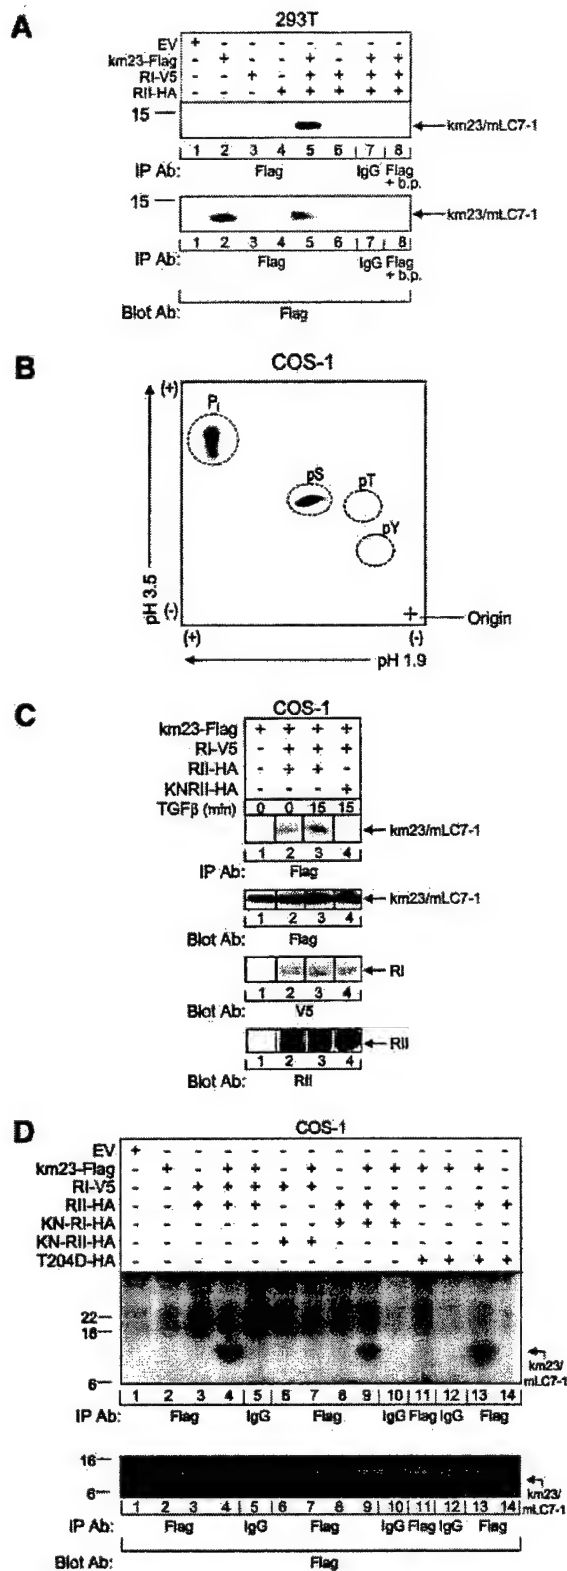 A
293T
EV + - - - - - - -
km23-Flag - + - - + - + +
RI-V5 - - + - + + + +
RII-HA - - - + + + + +
15
km23/mLC7-1
1 2 3 4 5 6 7 8
IP Ab: Flag IgG Flag + b.p.
15
km23/mLC7-1
1 2 3 4 5 6 7 8
IP Ab: Flag IgG Flag + b.p.
Blot Ab: Flag
B
COS-1
(+)
Pi
pS pT
pY
pH 3.5
(-)
Origin
(+) (-)
pH 1.9
C
COS-1
km23-Flag + + + +
RI-V5 - + + +
RII-HA - + + -
KNRII-HA - - - +
TGFβ (min) 0 0 15 15
km23/mLC7-1
1 2 3 4
IP Ab: Flag
km23/mLC7-1
1 2 3 4
Blot Ab: Flag
RI
1 2 3 4
Blot Ab: V5
RII
1 2 3 4
Blot Ab: RII
D
COS-1
EV + - - - - - - - - - - - - -
km23-Flag - + - + + - + - + + + + + -
RI-V5 - - + + + + + - - - - - - -
RII-HA - - + + + - - + + + - - + +
KN-RI-HA - - - - - - - + + + - - - -
KN-RII-HA - - - - - + + - - - - - - -
T204D-HA - - - - - - - - - - + + + +
22
16
km23/
mLC7-1
6
1 2 3 4 5 6 7 8 9 10 11 12 13 14
IP Ab: Flag IgG Flag IgG Flag IgG Flag
16
km23/
mLC7-1
6
1 2 3 4 5 6 7 8 9 10 11 12 13 14
IP Ab: Flag IgG Flag IgG Flag IgG Flag
Blot Ab: Flag